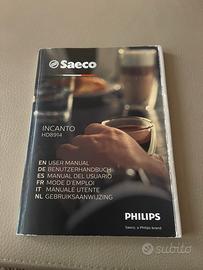 Saeco
INCANTO
HD8914
EN USER MANUAL
DE BENUTZERHANDBUCH
ES MANUAL DEL USUARIO
FR MODE D'EMPLOI
IT MANUALE UTENTE
NL GEBRUIKSAANWIJZING
PHILIPS
Saeco, a Philips brand
subito